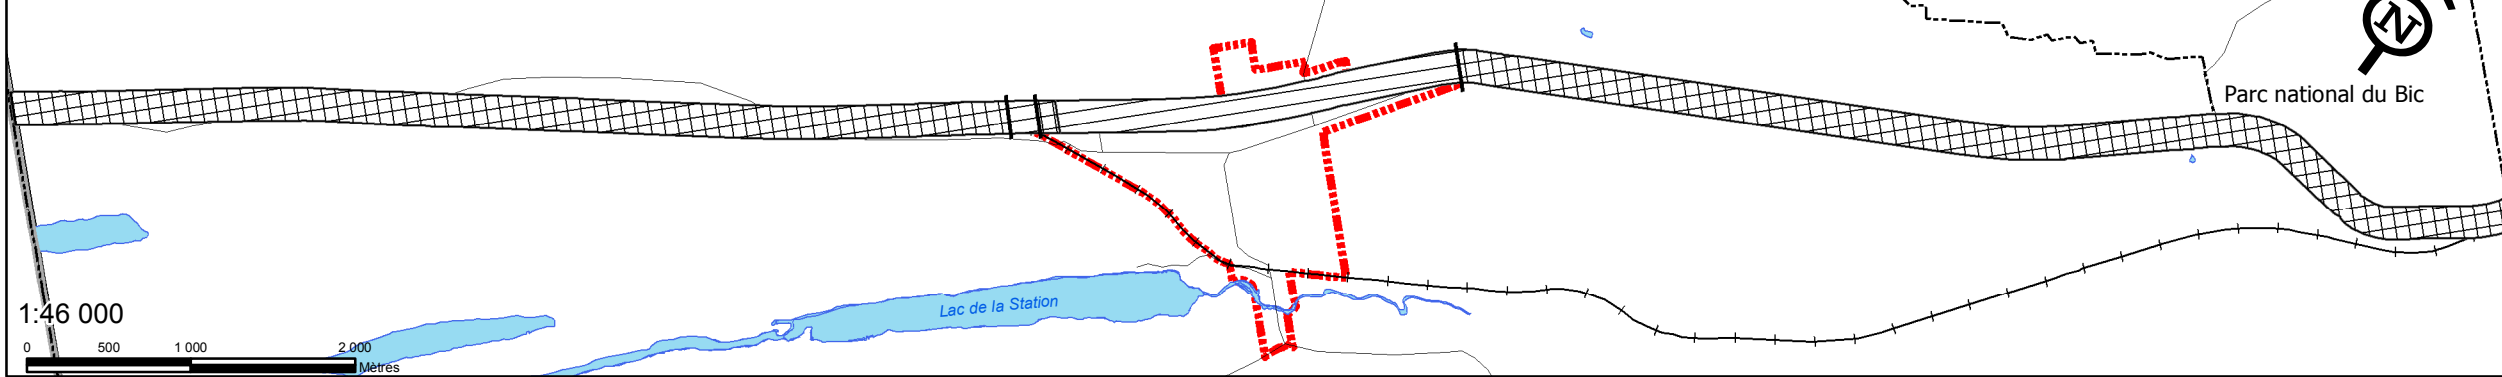 N
Parc national du Bic
Lac de la Station
1:46 000
0 500 1 000 2 000
Mètres